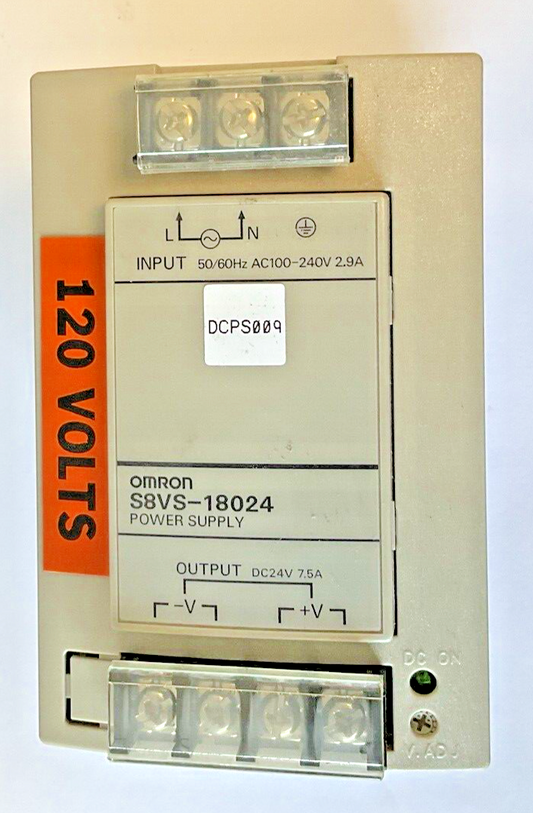 L N
INPUT 50/60Hz AC100-240V 2.9A
DCPS009
120 VOLTS
OMRON
S8VS-18024
POWER SUPPLY
OUTPUT DC24V 7.5A
-V +V
DC ON
V.ADJ